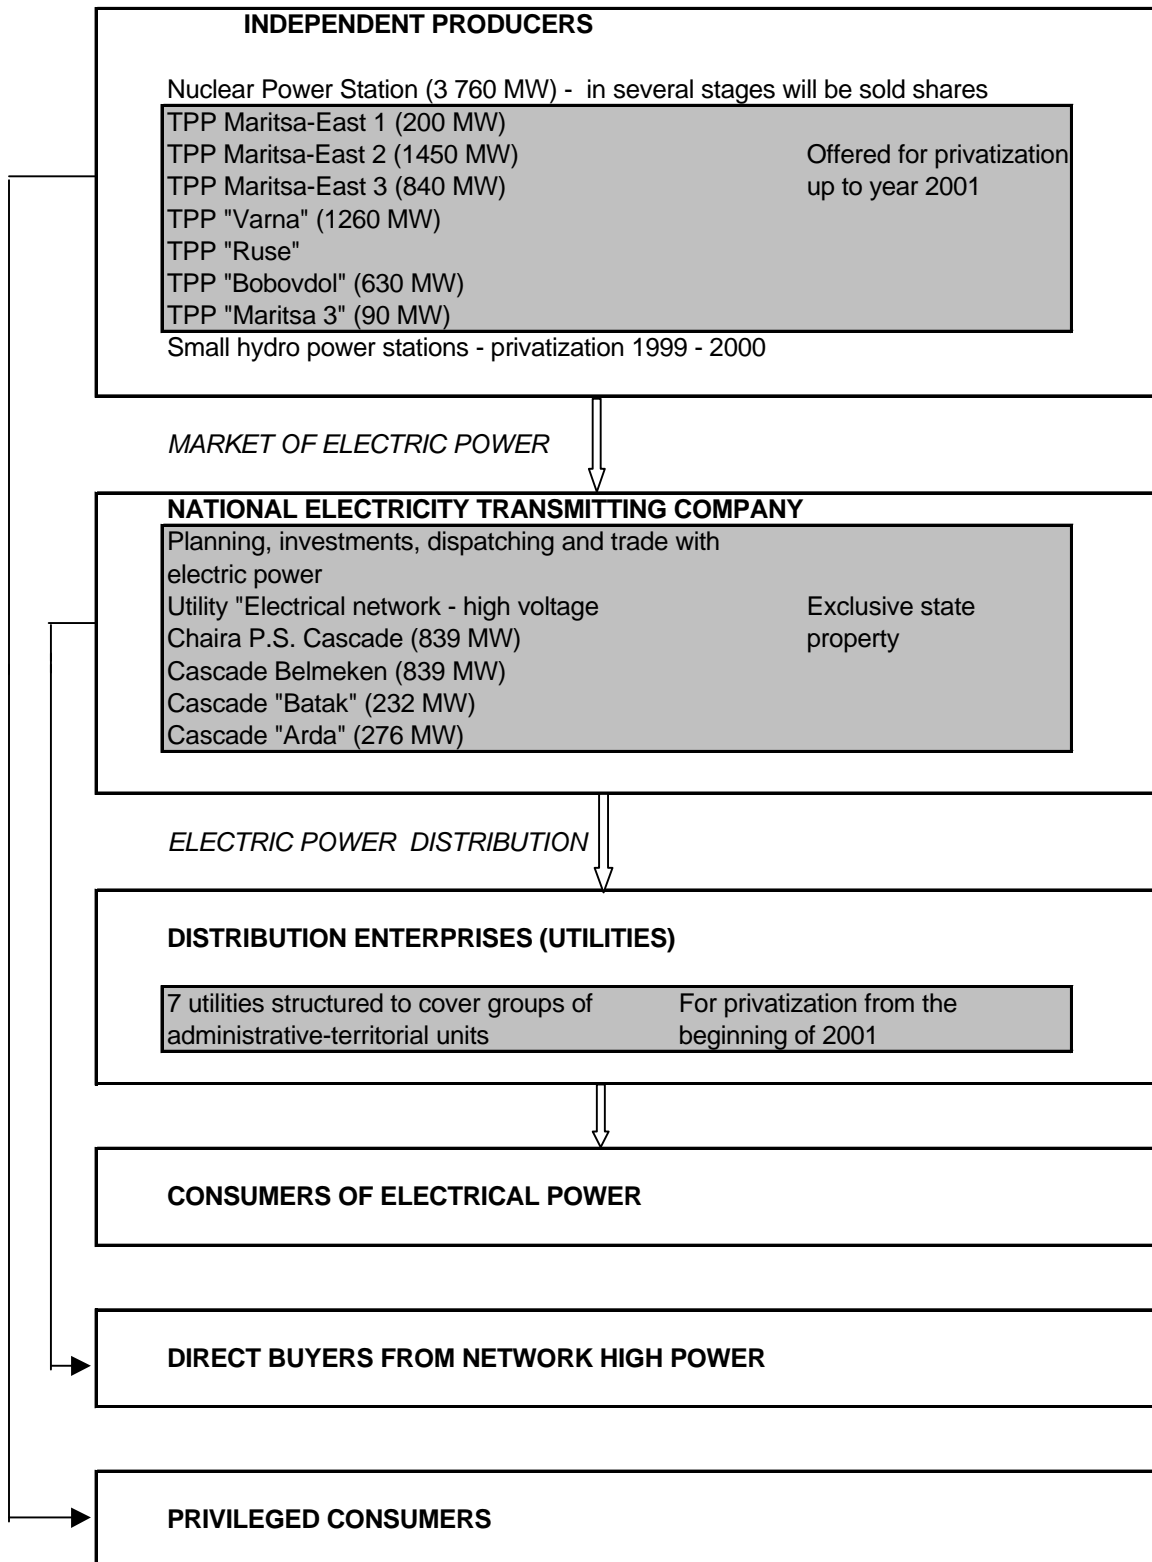 INDEPENDENT PRODUCERS
Nuclear Power Station (3 760 MW) - in several stages will be sold shares
TPP Maritsa-East 1 (200 MW)
TPP Maritsa-East 2 (1450 MW) Offered for privatization
TPP Maritsa-East 3 (840 MW) up to year 2001
TPP "Varna" (1260 MW)
TPP "Ruse"
TPP "Bobovdol" (630 MW)
TPP "Maritsa 3" (90 MW)
Small hydro power stations - privatization 1999 - 2000
MARKET OF ELECTRIC POWER
NATIONAL ELECTRICITY TRANSMITTING COMPANY
Planning, investments, dispatching and trade with
electric power
Utility "Electrical network - high voltage Exclusive state
Chaira P.S. Cascade (839 MW) property
Cascade Belmeken (839 MW)
Cascade "Batak" (232 MW)
Cascade "Arda" (276 MW)
ELECTRIC POWER DISTRIBUTION
DISTRIBUTION ENTERPRISES (UTILITIES)
7 utilities structured to cover groups of For privatization from the
administrative-territorial units beginning of 2001
CONSUMERS OF ELECTRICAL POWER
DIRECT BUYERS FROM NETWORK HIGH POWER
PRIVILEGED CONSUMERS